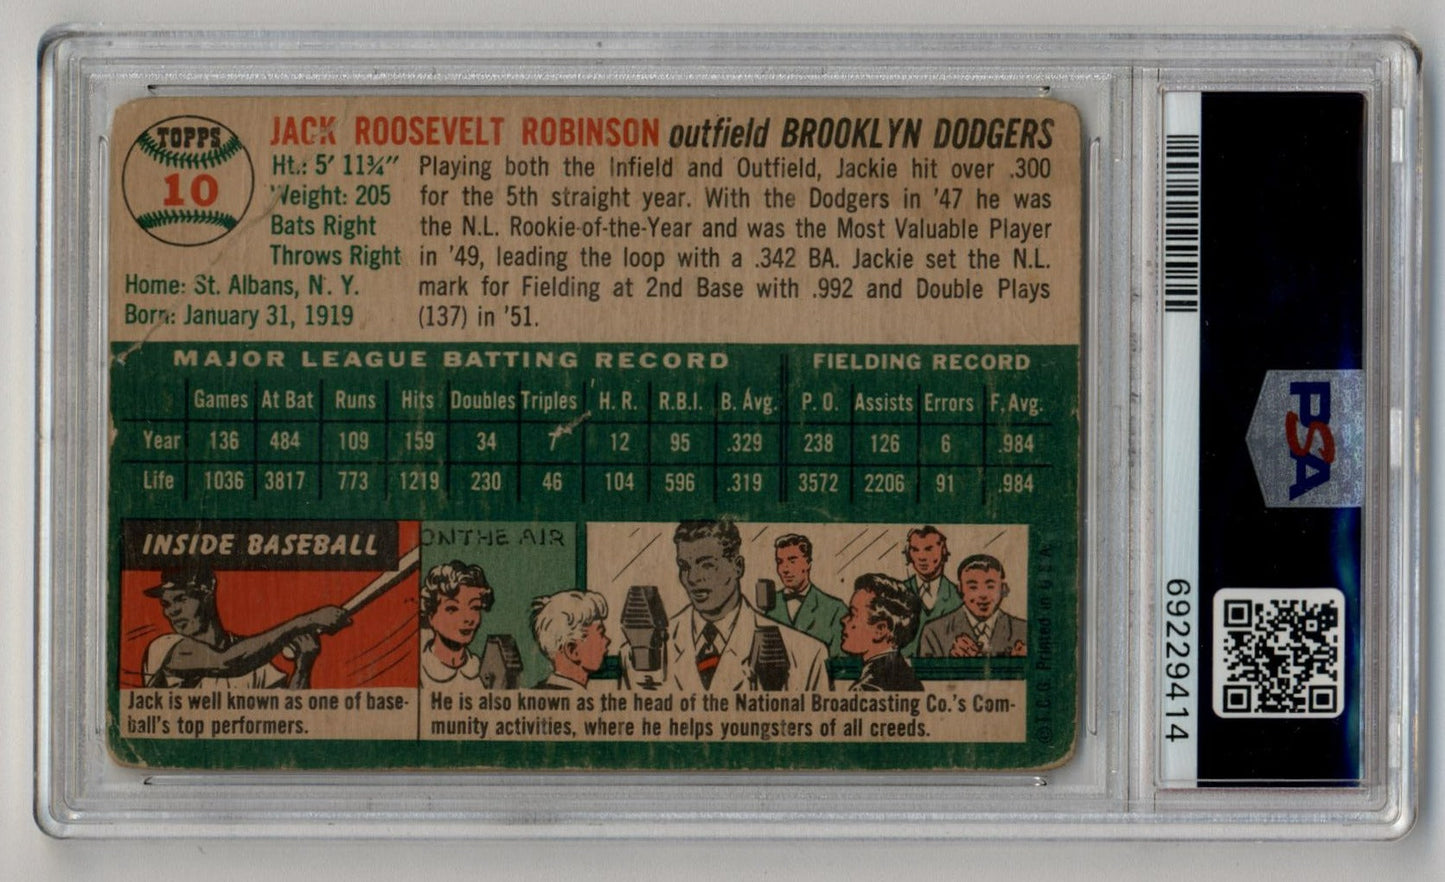 TOPPS
10
JACK ROOSEVELT ROBINSON outfield BROOKLYN DODGERS
Ht.: 5' 11¾"
Weight: 205
Bats Right
Throws Right
Home: St. Albans, N. Y.
Born: January 31, 1919
Playing both the Infield and Outfield, Jackie hit over .300
for the 5th straight year. With the Dodgers in '47 he was
the N.L. Rookie-of-the-Year and was the Most Valuable Player
in '49, leading the loop with a .342 BA. Jackie set the N.L.
mark for Fielding at 2nd Base with .992 and Double Plays
(137) in '51.
MAJOR LEAGUE BATTING RECORD FIELDING RECORD
Games At Bat Runs Hits Doubles Triples H. R. R.B.I. B. Avg. P. O. Assists Errors F. Avg.
Year 136 484 109 159 34 7 12 95 .329 238 126 6 .984
Life 1036 3817 773 1219 230 46 104 596 .319 3572 2206 91 .984
INSIDE BASEBALL
ON THE AIR
Jack is well known as one of base-
ball's top performers.
He is also known as the head of the National Broadcasting Co.'s Com-
munity activities, where he helps youngsters of all creeds.
© T. C. G. Printed in U.S.A.
69229414
PSA